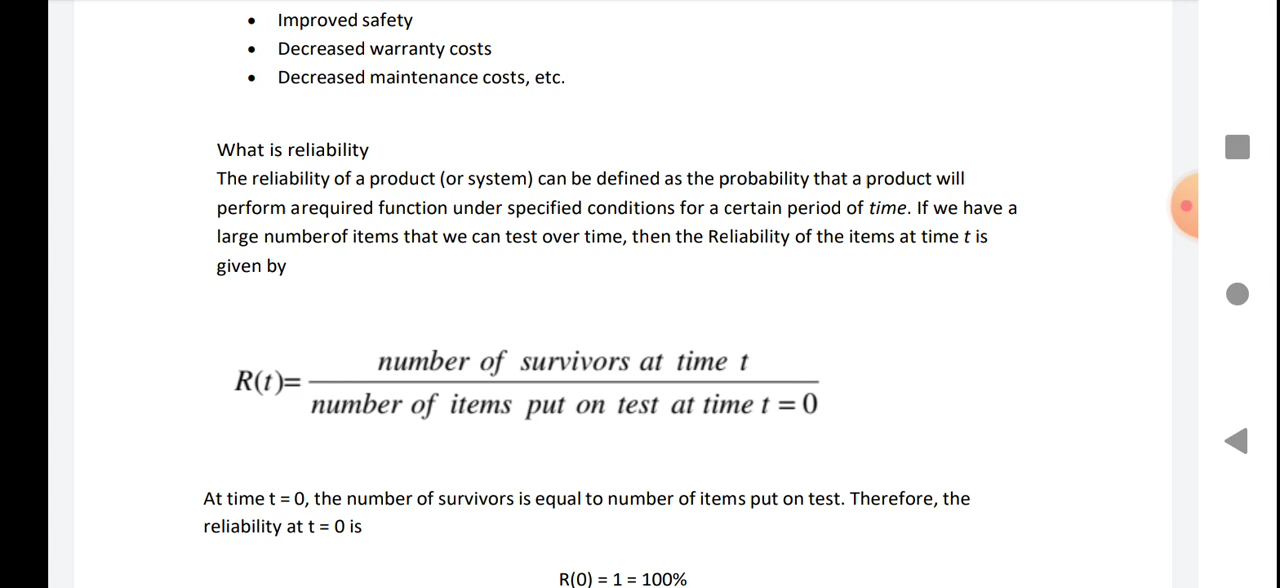 • Improved safety
• Decreased warranty costs
• Decreased maintenance costs, etc.
What is reliability
The reliability of a product (or system) can be defined as the probability that a product will
perform arequired function under specified conditions for a certain period of time. If we have a
large numberof items that we can test over time, then the Reliability of the items at time t is
given by
number of survivors at time t
R(t)=
number of items put on test at time t = 0
At time t = 0, the number of survivors is equal to number of items put on test. Therefore, the
reliability at t = 0 is
R(0) = 1 = 100%